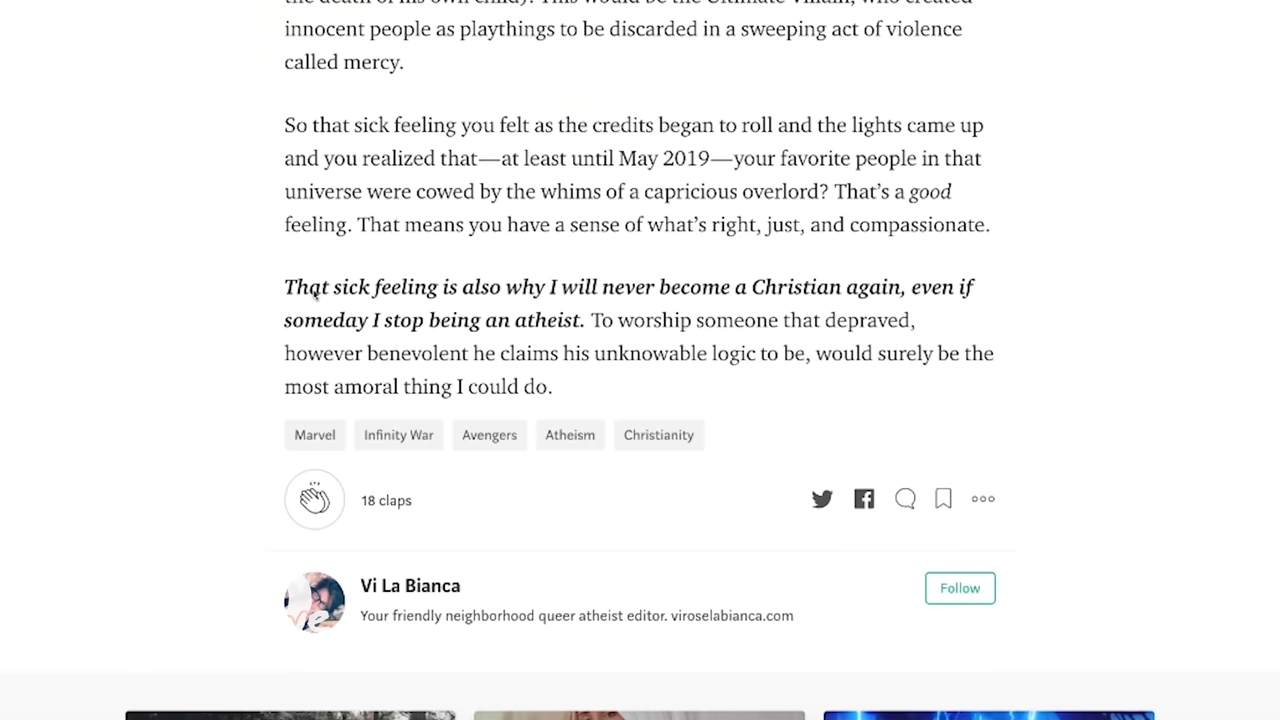 the death of his own child)? This would be the Ultimate Villain, who created
innocent people as playthings to be discarded in a sweeping act of violence
called mercy.
So that sick feeling you felt as the credits began to roll and the lights came up
and you realized that—at least until May 2019—your favorite people in that
universe were cowed by the whims of a capricious overlord? That’s a good
feeling. That means you have a sense of what’s right, just, and compassionate.
That sick feeling is also why I will never become a Christian again, even if
someday I stop being an atheist. To worship someone that depraved,
however benevolent he claims his unknowable logic to be, would surely be the
most amoral thing I could do.
Marvel Infinity War Avengers Atheism Christianity
18 claps
Vi La Bianca
Follow
Your friendly neighborhood queer atheist editor. viroselabianca.com